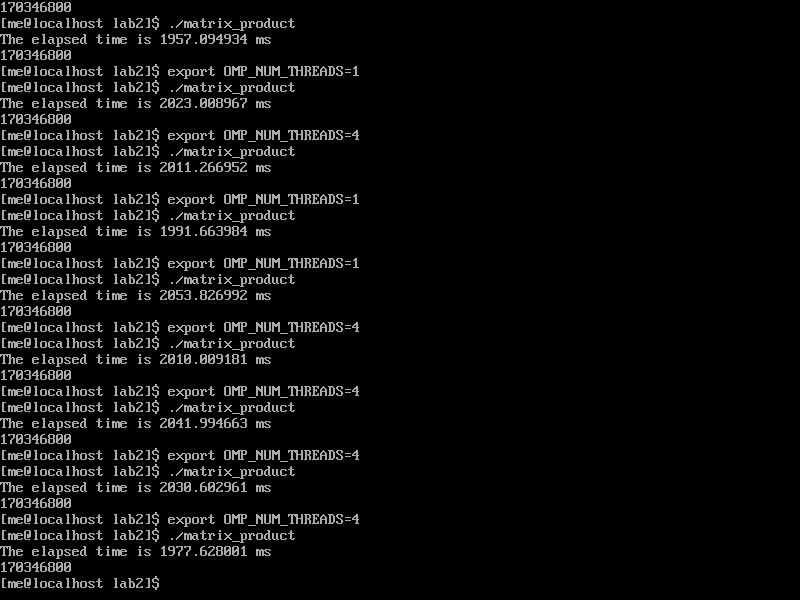 170346800
[me@localhost lab2]$ ./matrix_product
The elapsed time is 1957.094934 ms
170346800
[me@localhost lab2]$ export OMP_NUM_THREADS=1
[me@localhost lab2]$ ./matrix_product
The elapsed time is 2023.008967 ms
170346800
[me@localhost lab2]$ export OMP_NUM_THREADS=4
[me@localhost lab2]$ ./matrix_product
The elapsed time is 2011.266952 ms
170346800
[me@localhost lab2]$ export OMP_NUM_THREADS=1
[me@localhost lab2]$ ./matrix_product
The elapsed time is 1991.663984 ms
170346800
[me@localhost lab2]$ export OMP_NUM_THREADS=1
[me@localhost lab2]$ ./matrix_product
The elapsed time is 2053.826992 ms
170346800
[me@localhost lab2]$ export OMP_NUM_THREADS=4
[me@localhost lab2]$ ./matrix_product
The elapsed time is 2010.009181 ms
170346800
[me@localhost lab2]$ export OMP_NUM_THREADS=4
[me@localhost lab2]$ ./matrix_product
The elapsed time is 2041.994663 ms
170346800
[me@localhost lab2]$ export OMP_NUM_THREADS=4
[me@localhost lab2]$ ./matrix_product
The elapsed time is 2030.602961 ms
170346800
[me@localhost lab2]$ export OMP_NUM_THREADS=4
[me@localhost lab2]$ ./matrix_product
The elapsed time is 1977.628001 ms
170346800
[me@localhost lab2]$